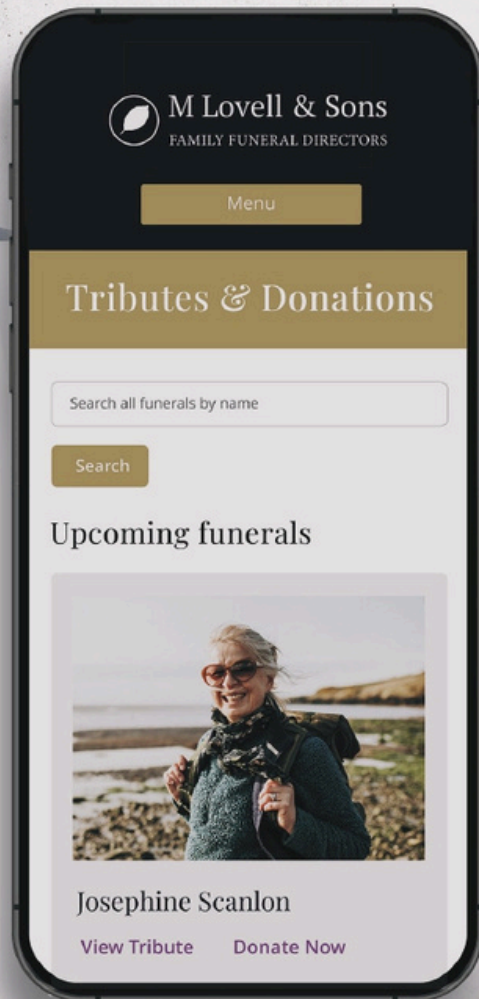 M Lovell & Sons
FAMILY FUNERAL DIRECTORS
Menu
Tributes & Donations
Search all funerals by name
Search
Upcoming funerals
Josephine Scanlon
View Tribute
Donate Now